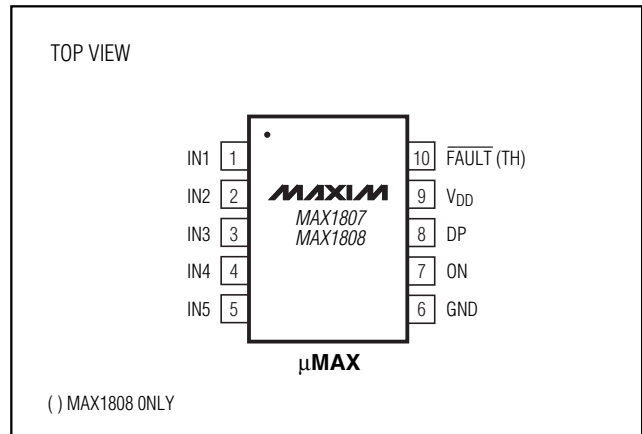 TOP VIEW
IN1 1
IN2 2
IN3 3
IN4 4
IN5 5
MAXIM
MAX1807
MAX1808
10 FAULT (TH)
9 VDD
8 DP
7 ON
6 GND
µMAX
( ) MAX1808 0NLY